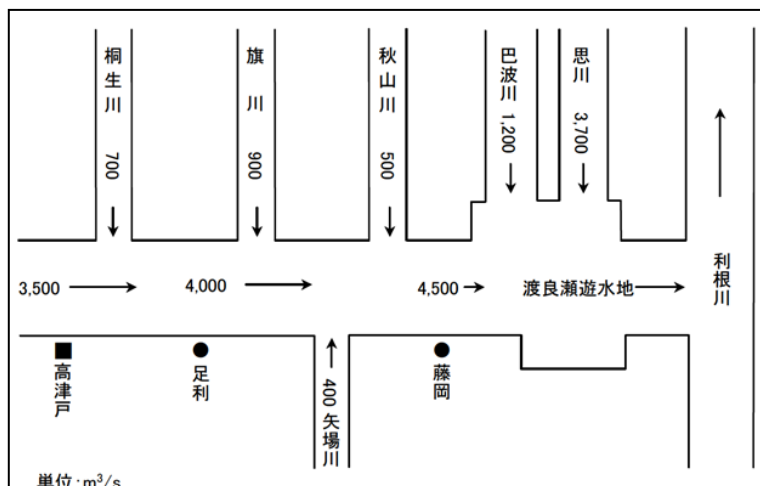 桐生川 700
旗川 900
秋山川 500
巴波川 1,200
思川 3,700
3,500
4,000
4,500
渡良瀬遊水地
利根川
高津戸
足利
400 矢場川
藤岡
単位:m³/s